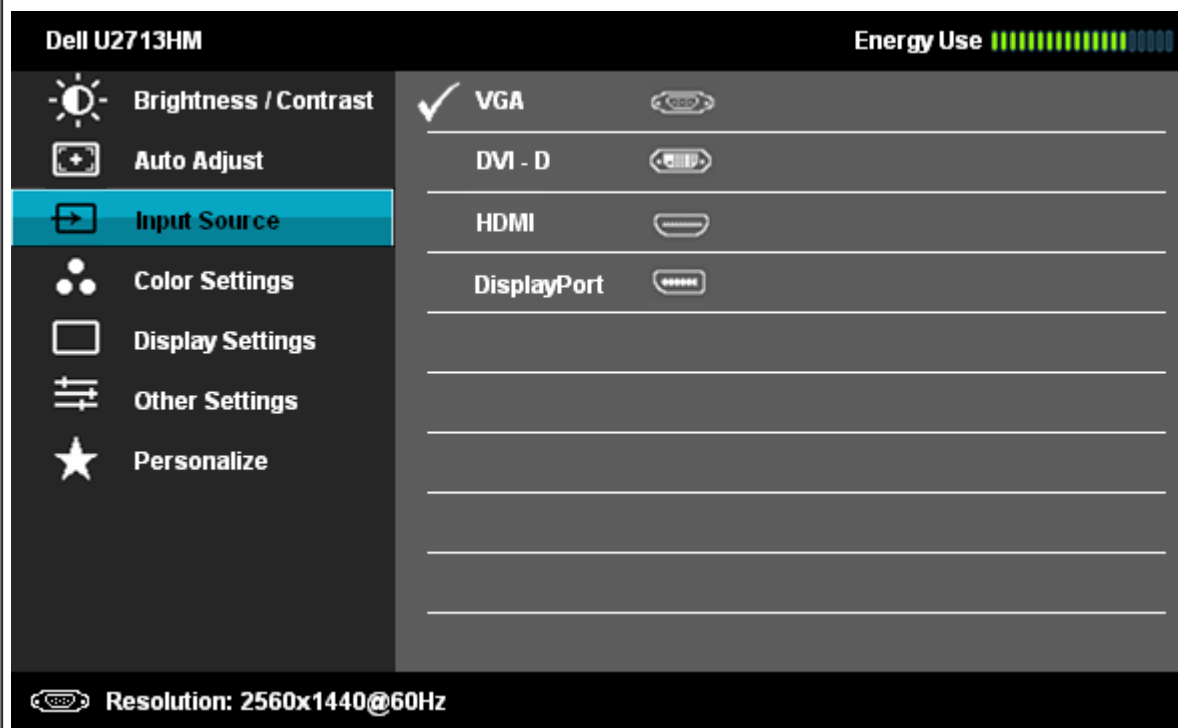 Dell U2713HM
Energy Use
Brightness / Contrast
Auto Adjust
Input Source
Color Settings
Display Settings
Other Settings
Personalize
VGA
DVI - D
HDMI
DisplayPort
Resolution: 2560x1440@60Hz